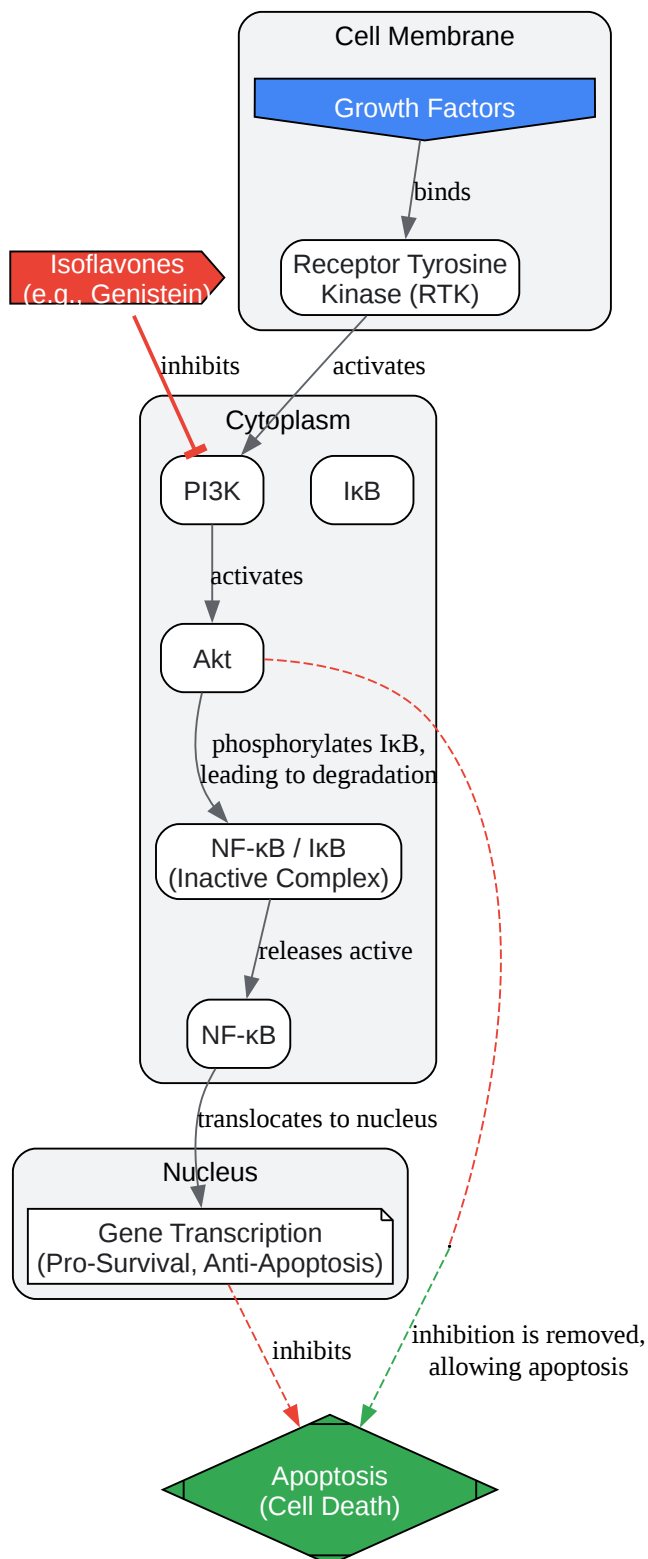 Cell Membrane
Growth Factors
binds
Receptor Tyrosine
Kinase (RTK)
Isoflavones
(e.g., Genistein)
inhibits
activates
Cytoplasm
PI3K
IκB
activates
Akt
phosphorylates IκB,
leading to degradation
NF-κB / IκB
(Inactive Complex)
releases active
NF-κB
translocates to nucleus
Nucleus
Gene Transcription
(Pro-Survival, Anti-Apoptosis)
inhibits
inhibition is removed,
allowing apoptosis
Apoptosis
(Cell Death)